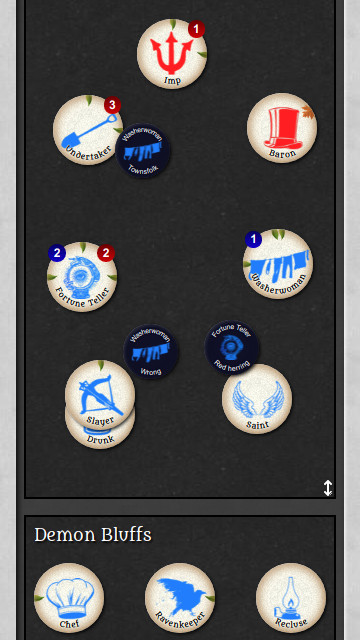 1
Imp
3
Undertaker
Washerwoman
Townsfolk
Baron
2
2
Fortune Teller
1
Washerwoman
Washerwoman
Wrong
Fortune Teller
Red herring
Slayer
Drunk
Saint
Demon Bluffs
Chef
Ravenkeeper
Recluse